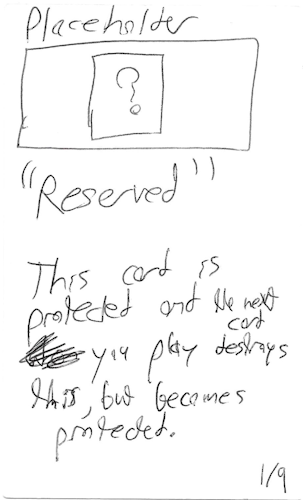 Placeholder
?
"Reserved"
This card is
protected and the next
card
you play destroys
this, but becomes
protected.
1/9